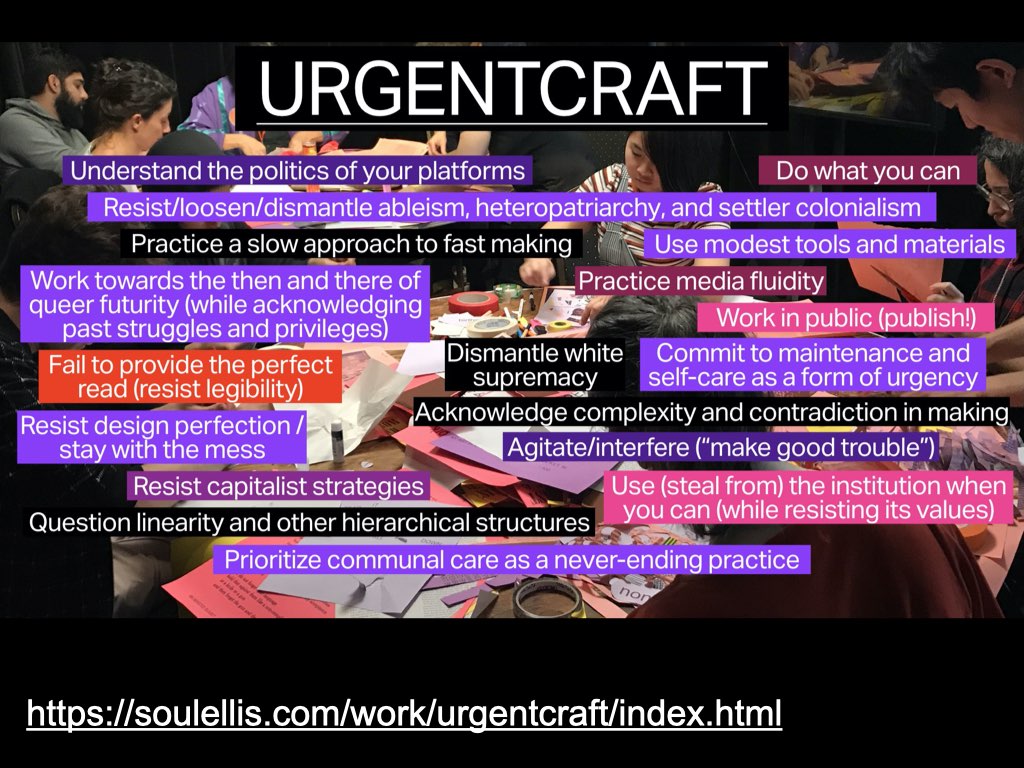 URGENTCRAFT
Understand the politics of your platforms
Do what you can
Resist/loosen/dismantle ableism, heteropatriarchy, and settler colonialism
Practice a slow approach to fast making
Use modest tools and materials
Work towards the then and there of
queer futurity (while acknowledging
past struggles and privileges)
Practice media fluidity
Work in public (publish!)
Fail to provide the perfect
read (resist legibility)
Dismantle white
supremacy
Commit to maintenance and
self-care as a form of urgency
Acknowledge complexity and contradiction in making
Resist design perfection /
stay with the mess
Agitate/interfere (“make good trouble”)
Resist capitalist strategies
Use (steal from) the institution when
you can (while resisting its values)
Question linearity and other hierarchical structures
Prioritize communal care as a never-ending practice
https://soulellis.com/work/urgentcraft/index.html